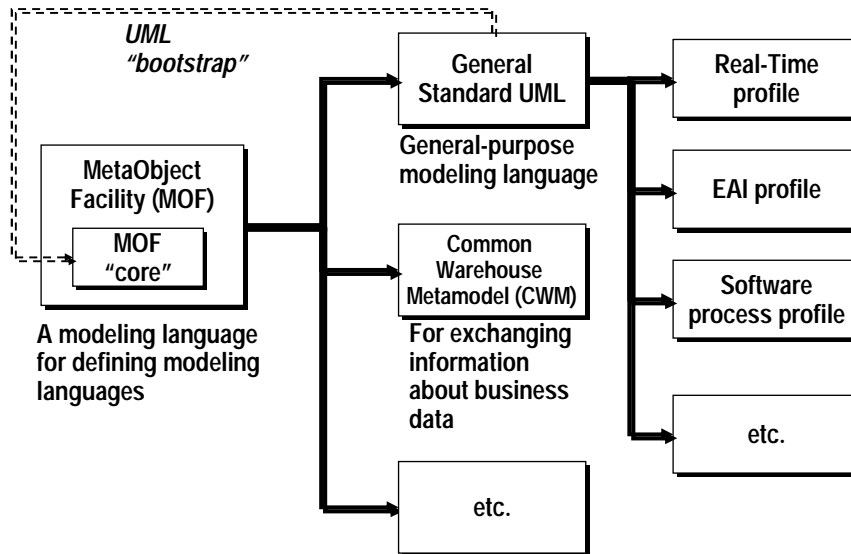 UML
“bootstrap”
General
Standard UML
General-purpose
modeling language
Real-Time
profile
MetaObject
Facility (MOF)
MOF
“core”
A modeling language
for defining modeling
languages
EAI profile
Common
Warehouse
Metamodel (CWM)
For exchanging
information
about business
data
Software
process profile
etc.
etc.